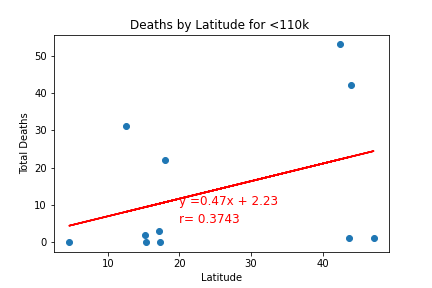 Deaths by Latitude for <110k
Total Deaths
50
40
30
20
10
0
y =0.47x + 2.23
r= 0.3743
10 20 30 40
Latitude